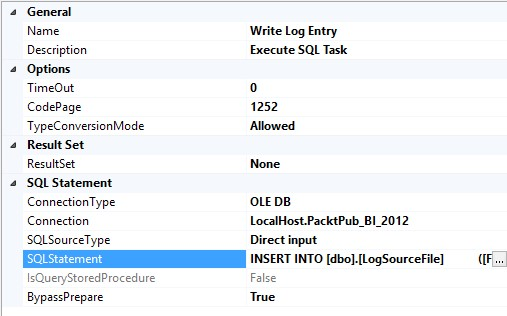 General
Name Write Log Entry
Description Execute SQL Task
Options
TimeOut 0
CodePage 1252
TypeConversionMode Allowed
Result Set
ResultSet None
SQL Statement
ConnectionType OLE DB
Connection LocalHost.PacktPub_BI_2012
SQLSourceType Direct input
SQLStatement INSERT INTO [dbo].[LogSourceFile] ([F ...
IsQueryStoredProcedure False
BypassPrepare True